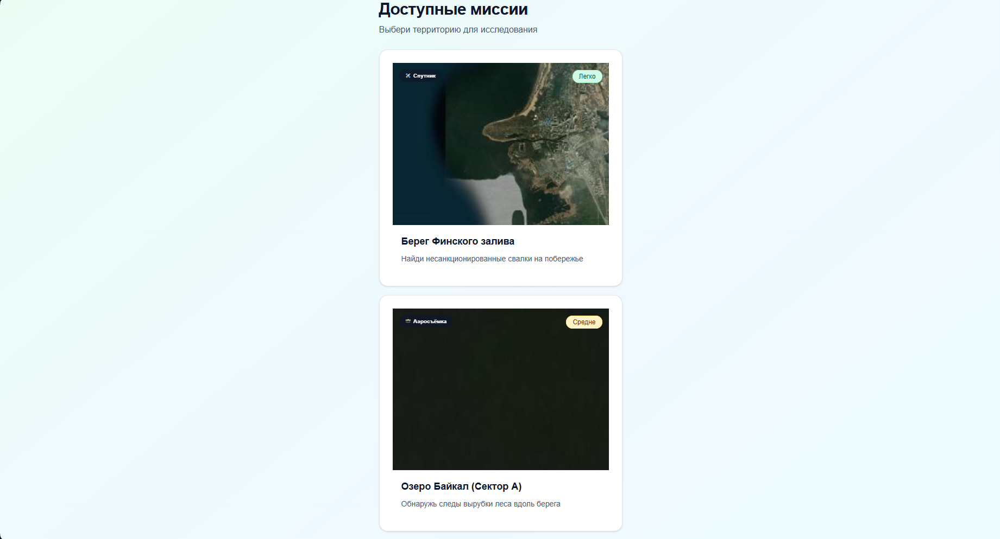 Доступные миссии
Выбери территорию для исследования
Спутник
Легко
Берег Финского залива
Найди несанкционированные свалки на побережье
Аэросъёмка
Средне
Озеро Байкал (Сектор А)
Обнаружь следы вырубки леса вдоль берега